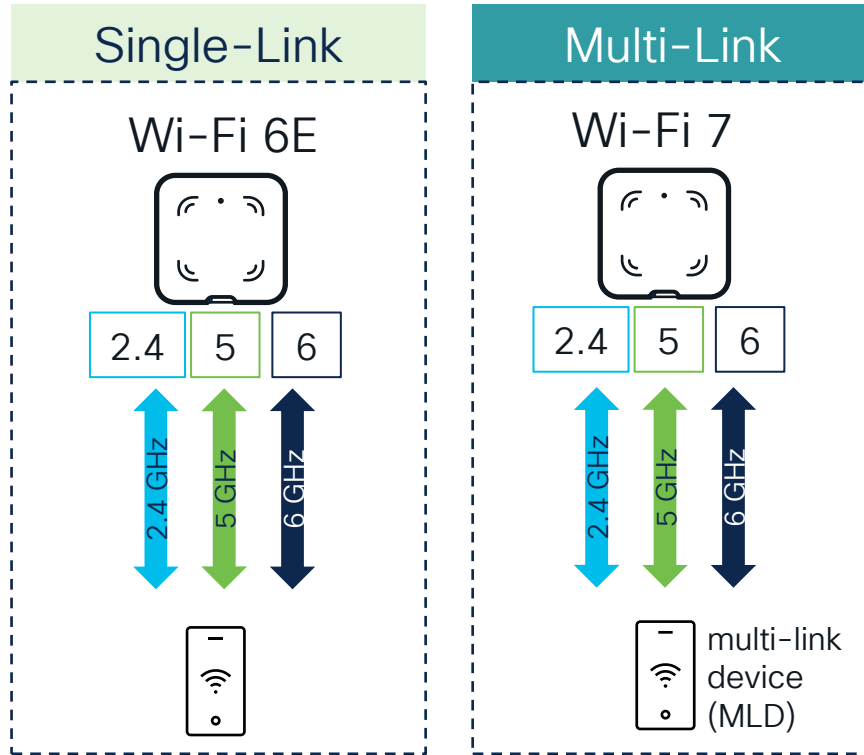 Single-Link
Wi-Fi 6E
2.4
5
6
2.4 GHz
5 GHz
6 GHz
Multi-Link
Wi-Fi 7
2.4
5
6
2.4 GHz
5 GHz
6 GHz
multi-link
device
(MLD)